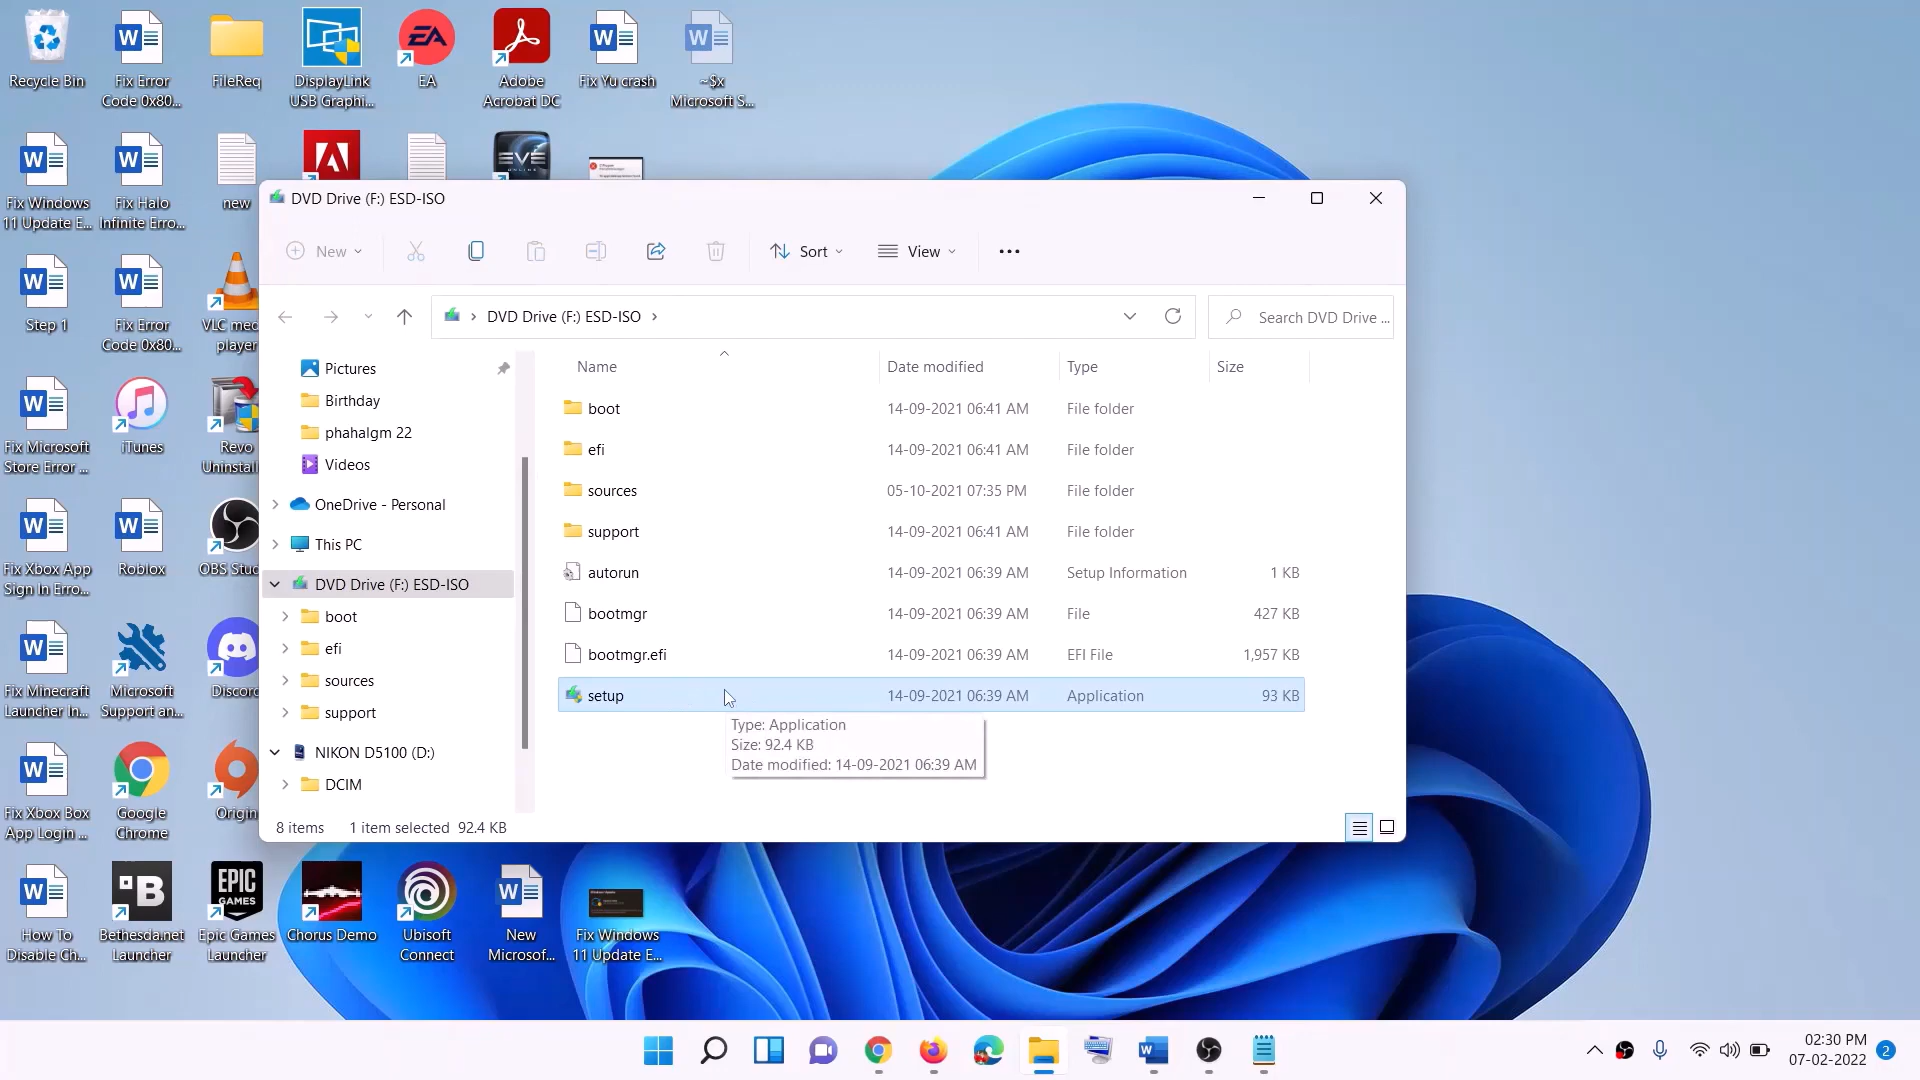 Recycle Bin
Fix Error
Code 0x80...
FileReq
DisplayLink
USB Graphi...
EA
Adobe
Acrobat DC
Fix Yu crash
~$x
Microsoft S...
Fix Windows
11 Update E...
Fix Halo
Infinite Erro...
new
EVE
ONLINE
Step 1
Fix Error
Code 0x80...
VLC med
player
Fix Microsoft
Store Error ...
iTunes
Revo
Uninstall
Fix Xbox App
Sign In Erro...
Roblox
OBS Stud
Fix Minecraft
Launcher In...
Microsoft
Support an...
Discord
Fix Xbox Box
App Login ...
Google
Chrome
Origin
How To
Disable Ch...
Bethesda.net
Launcher
EPIC
GAMES
Epic Games
Launcher
Chorus Demo
Ubisoft
Connect
New
Microsof...
Fix Windows
11 Update E...
DVD Drive (F:) ESD-ISO
New
Sort
View
DVD Drive (F:) ESD-ISO
Search DVD Drive ...
Pictures
Birthday
phahalgm 22
Videos
OneDrive - Personal
This PC
DVD Drive (F:) ESD-ISO
boot
efi
sources
support
NIKON D5100 (D:)
DCIM
Name Date modified Type Size
boot 14-09-2021 06:41 AM File folder
efi 14-09-2021 06:41 AM File folder
sources 05-10-2021 07:35 PM File folder
support 14-09-2021 06:41 AM File folder
autorun 14-09-2021 06:39 AM Setup Information 1 KB
bootmgr 14-09-2021 06:39 AM File 427 KB
bootmgr.efi 14-09-2021 06:39 AM EFI File 1,957 KB
setup 14-09-2021 06:39 AM Application 93 KB
Type: Application
Size: 92.4 KB
Date modified: 14-09-2021 06:39 AM
8 items 1 item selected 92.4 KB
02:30 PM
07-02-2022
2